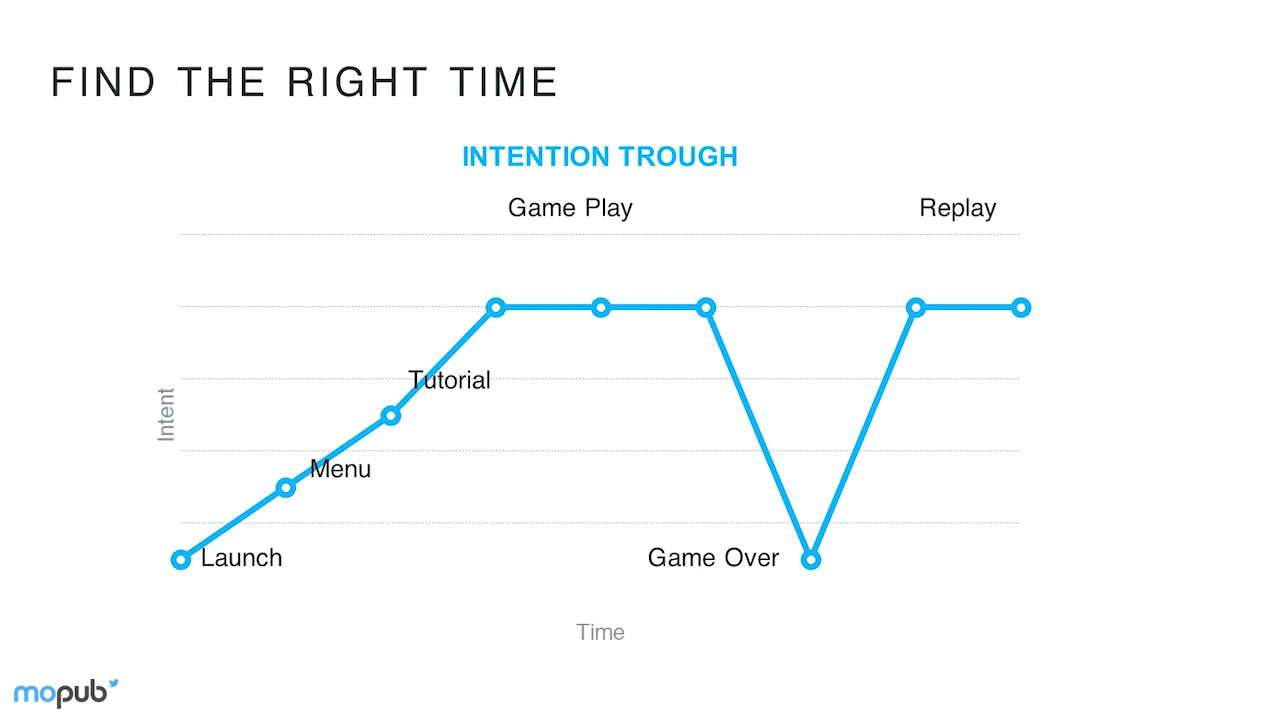 FIND THE RIGHT TIME
INTENTION TROUGH
Game Play
Replay
Tutorial
Intent
Menu
Launch
Game Over
Time
mopub